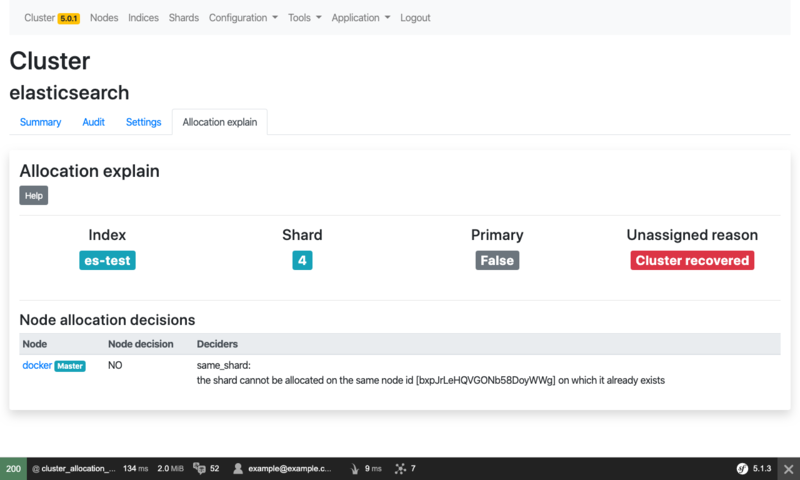 Cluster 5.0.1 Nodes Indices Shards Configuration Tools Application Logout
Cluster
elasticsearch
Summary Audit Settings Allocation explain
Allocation explain
Help
Index Shard Primary Unassigned reason
es-test 4 False Cluster recovered
Node allocation decisions
Node Node decision Deciders
docker Master NO same_shard:
the shard cannot be allocated on the same node id [bxpJrLeHQVGONb58DoyWWg] on which it already exists
200 @ cluster_allocation_... 134 ms 2.0 MiB 52 example@example.c... 9 ms 7 sf 5.1.3